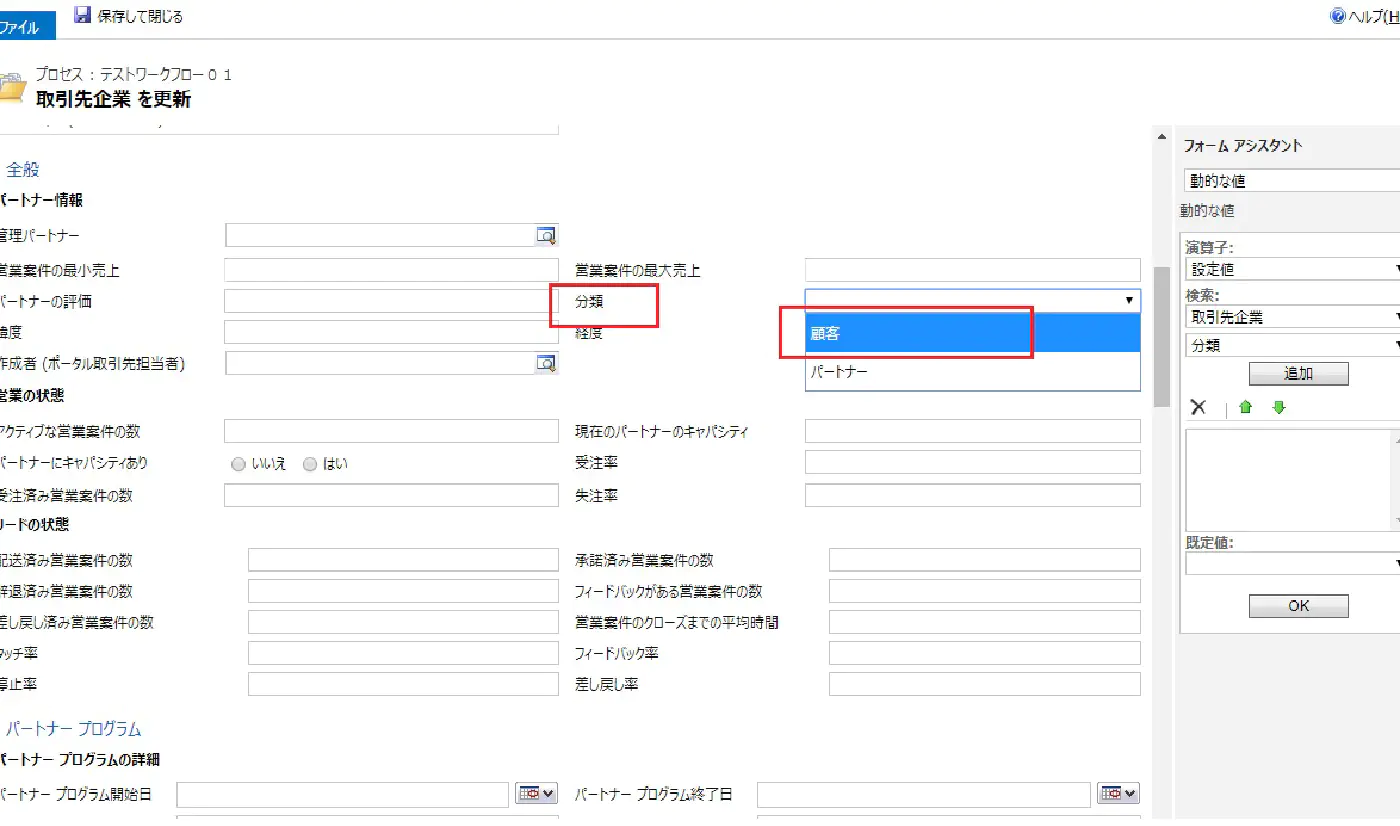 ファイル
保存して閉じる
ヘルプ(H
プロセス : テストワークフロー０１
取引先企業 を更新
フォーム アシスタント
動的な値
動的な値
演算子:
設定値
検索:
取引先企業
分類
追加
既定値:
OK
全般
パートナー情報
管理パートナー
営業案件の最小売上
営業案件の最大売上
パートナーの評価
分類
顧客
パートナー
緯度
経度
作成者 (ポータル取引先担当者)
営業の状態
アクティブな営業案件の数
現在のパートナーのキャパシティ
パートナーにキャパシティあり
いいえ
はい
受注率
受注済み営業案件の数
失注率
リードの状態
配送済み営業案件の数
承諾済み営業案件の数
辞退済み営業案件の数
フィードバックがある営業案件の数
差し戻し済み営業案件の数
営業案件のクローズまでの平均時間
タッチ率
フィードバック率
停止率
差し戻し率
パートナー プログラム
パートナー プログラムの詳細
パートナー プログラム開始日
パートナー プログラム終了日